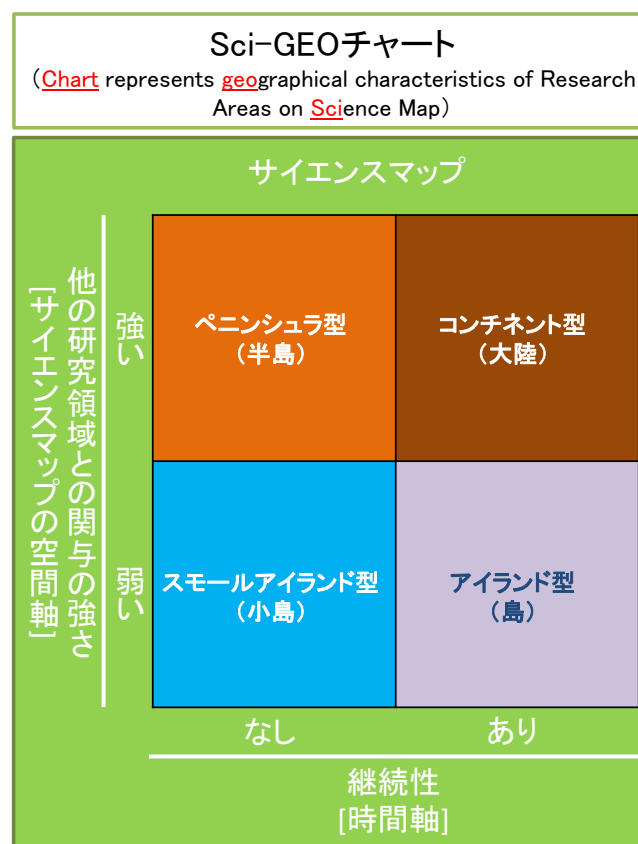 Sci-GEOチャート
（Chart represents geographical characteristics of Research
Areas on Science Map）
サイエンスマップ
他の研究領域との関与の強さ
[サイエンスマップの空間軸]
強い
ペニンシュラ型
（半島）
コンチネント型
（大陸）
弱い
スモールアイランド型
（小島）
アイランド型
（島）
なし
あり
継続性
[時間軸]